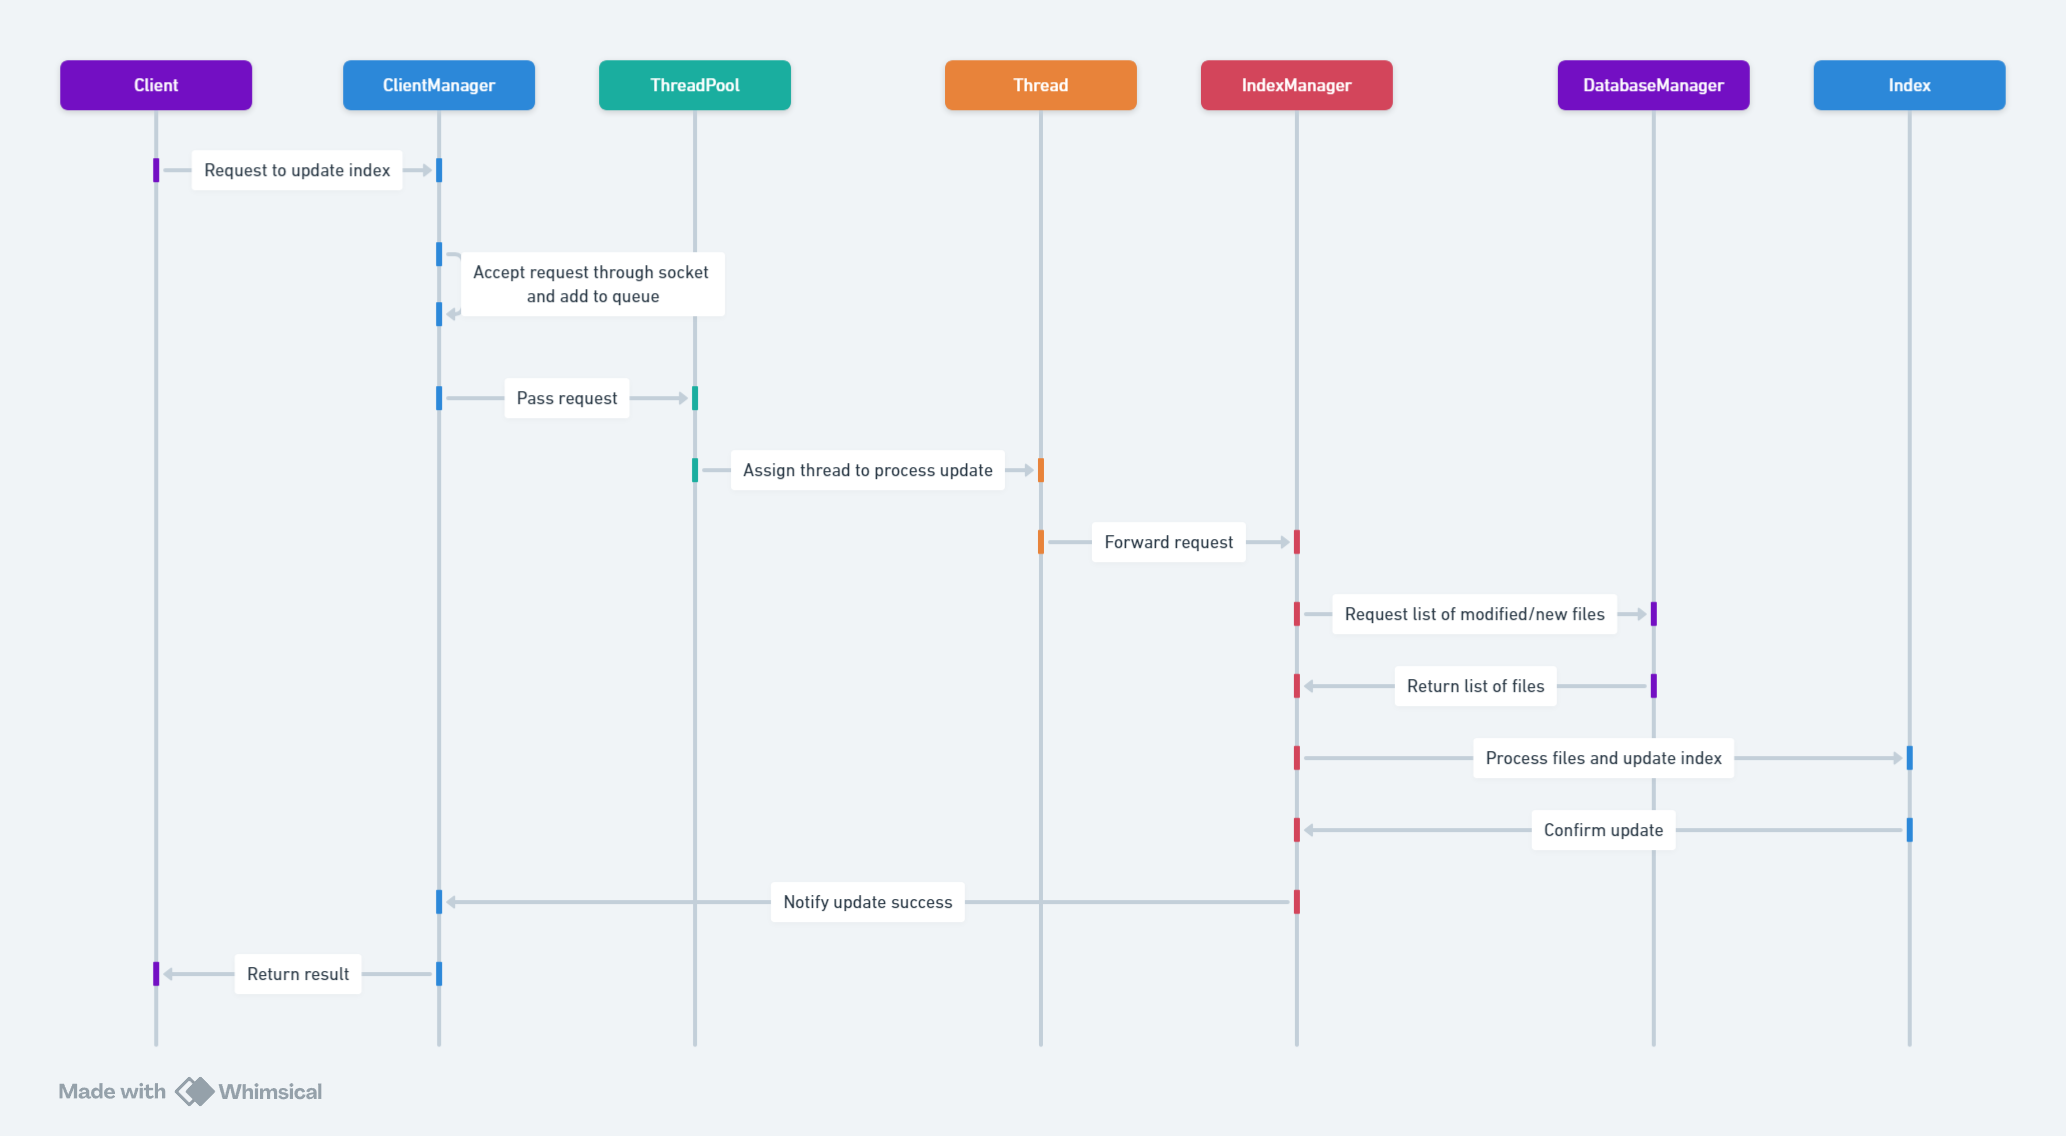 Client
ClientManager
ThreadPool
Thread
IndexManager
DatabaseManager
Index
Request to update index
Accept request through socket
and add to queue
Pass request
Assign thread to process update
Forward request
Request list of modified/new files
Return list of files
Process files and update index
Confirm update
Notify update success
Return result
Made with Whimsical